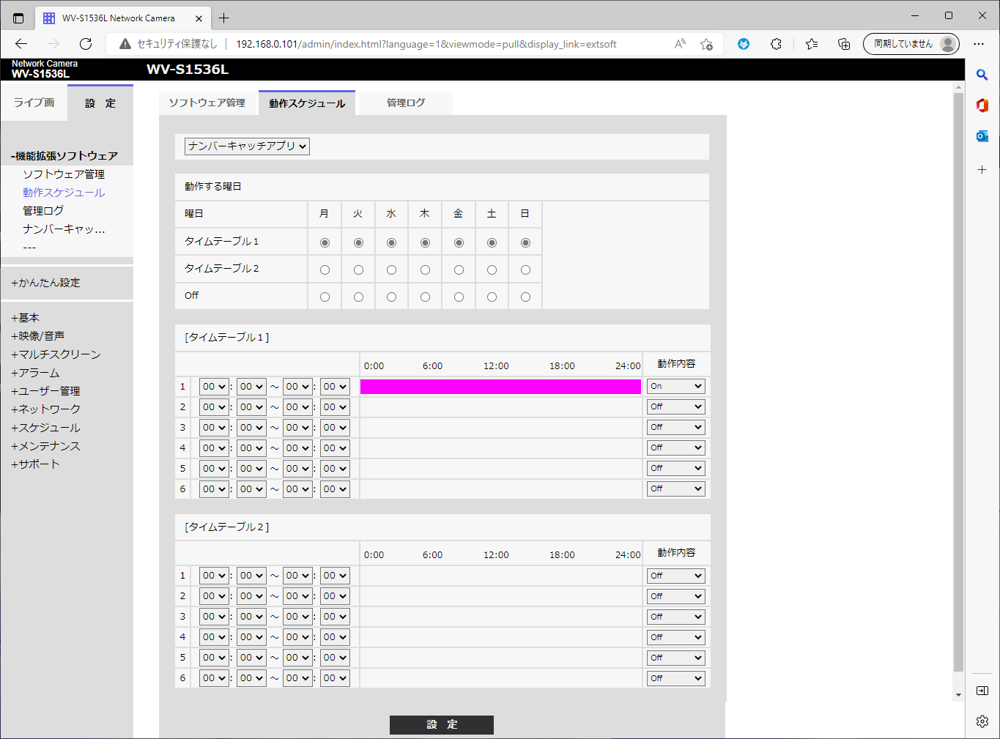 WV-S1536L Network Camera
セキュリティ保護なし 192.168.0.101/admin/index.html?language=1&viewmode=pull&display_link=extsoft 同期していません
Network Camera
WV-S1536L
WV-S1536L
ライブ画
設 定
-機能拡張ソフトウェア
ソフトウェア管理
動作スケジュール
管理ログ
ナンバーキャッ...
---
+かんたん設定
+基本
+映像/音声
+マルチスクリーン
+アラーム
+ユーザー管理
+ネットワーク
+スケジュール
+メンテナンス
+サポート
ソフトウェア管理 動作スケジュール 管理ログ
ナンバーキャッチアプリ
動作する曜日
曜日 月 火 水 木 金 土 日
タイムテーブル１
タイムテーブル２
Off
[タイムテーブル１]
0:00 6:00 12:00 18:00 24:00 動作内容
1 00 : 00 ～ 00 : 00 On
2 00 : 00 ～ 00 : 00 Off
3 00 : 00 ～ 00 : 00 Off
4 00 : 00 ～ 00 : 00 Off
5 00 : 00 ～ 00 : 00 Off
6 00 : 00 ～ 00 : 00 Off
[タイムテーブル２]
0:00 6:00 12:00 18:00 24:00 動作内容
1 00 : 00 ～ 00 : 00 Off
2 00 : 00 ～ 00 : 00 Off
3 00 : 00 ～ 00 : 00 Off
4 00 : 00 ～ 00 : 00 Off
5 00 : 00 ～ 00 : 00 Off
6 00 : 00 ～ 00 : 00 Off
設 定